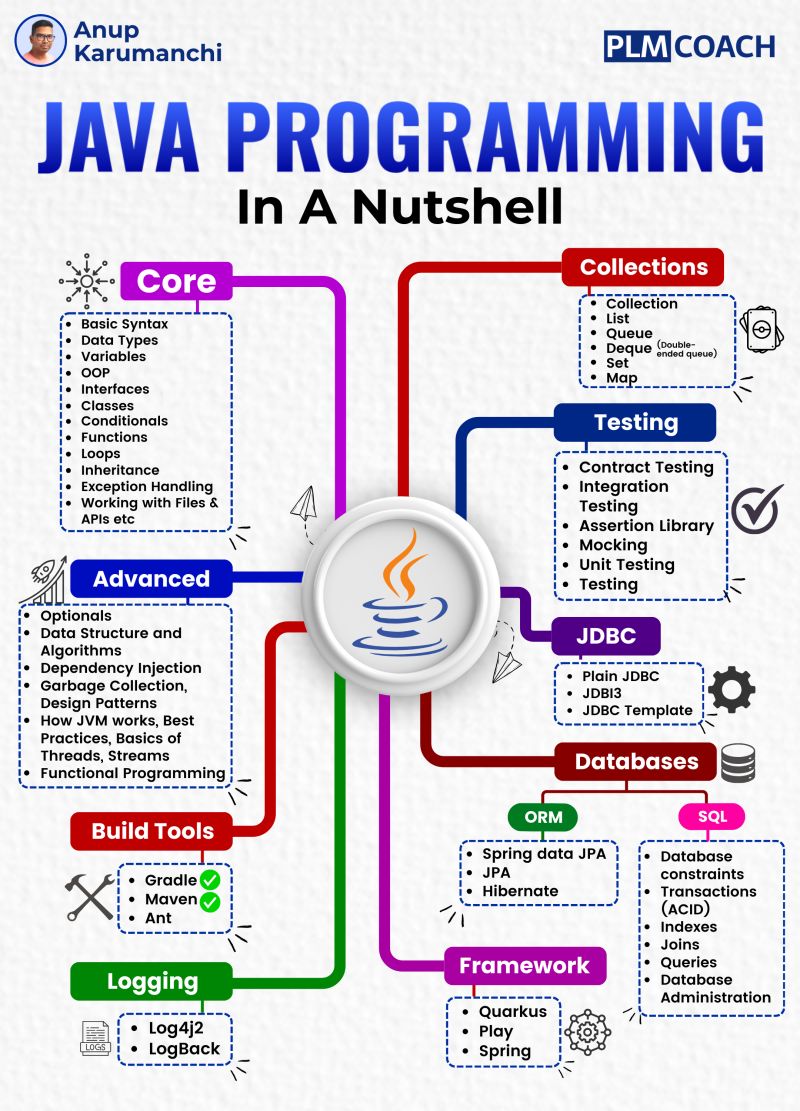 Anup
Karumanchi
PLMCOACH
JAVA PROGRAMMING
In A Nutshell
Core
Basic Syntax
Data Types
Variables
OOP
Interfaces
Classes
Conditionals
Functions
Loops
Inheritance
Exception Handling
Working with Files &
APIs etc
Advanced
Optionals
Data Structure and
Algorithms
Dependency Injection
Garbage Collection,
Design Patterns
How JVM works, Best
Practices, Basics of
Threads, Streams
Functional Programming
Build Tools
Gradle
Maven
Ant
Logging
LOGS
Log4j2
LogBack
Collections
Collection
List
Queue
Deque (Double-
ended queue)
Set
Map
Testing
Contract Testing
Integration
Testing
Assertion Library
Mocking
Unit Testing
Testing
JDBC
Plain JDBC
JDBI3
JDBC Template
Databases
ORM
Spring data JPA
JPA
Hibernate
SQL
Database
constraints
Transactions
(ACID)
Indexes
Joins
Queries
Database
Administration
Framework
Quarkus
Play
Spring